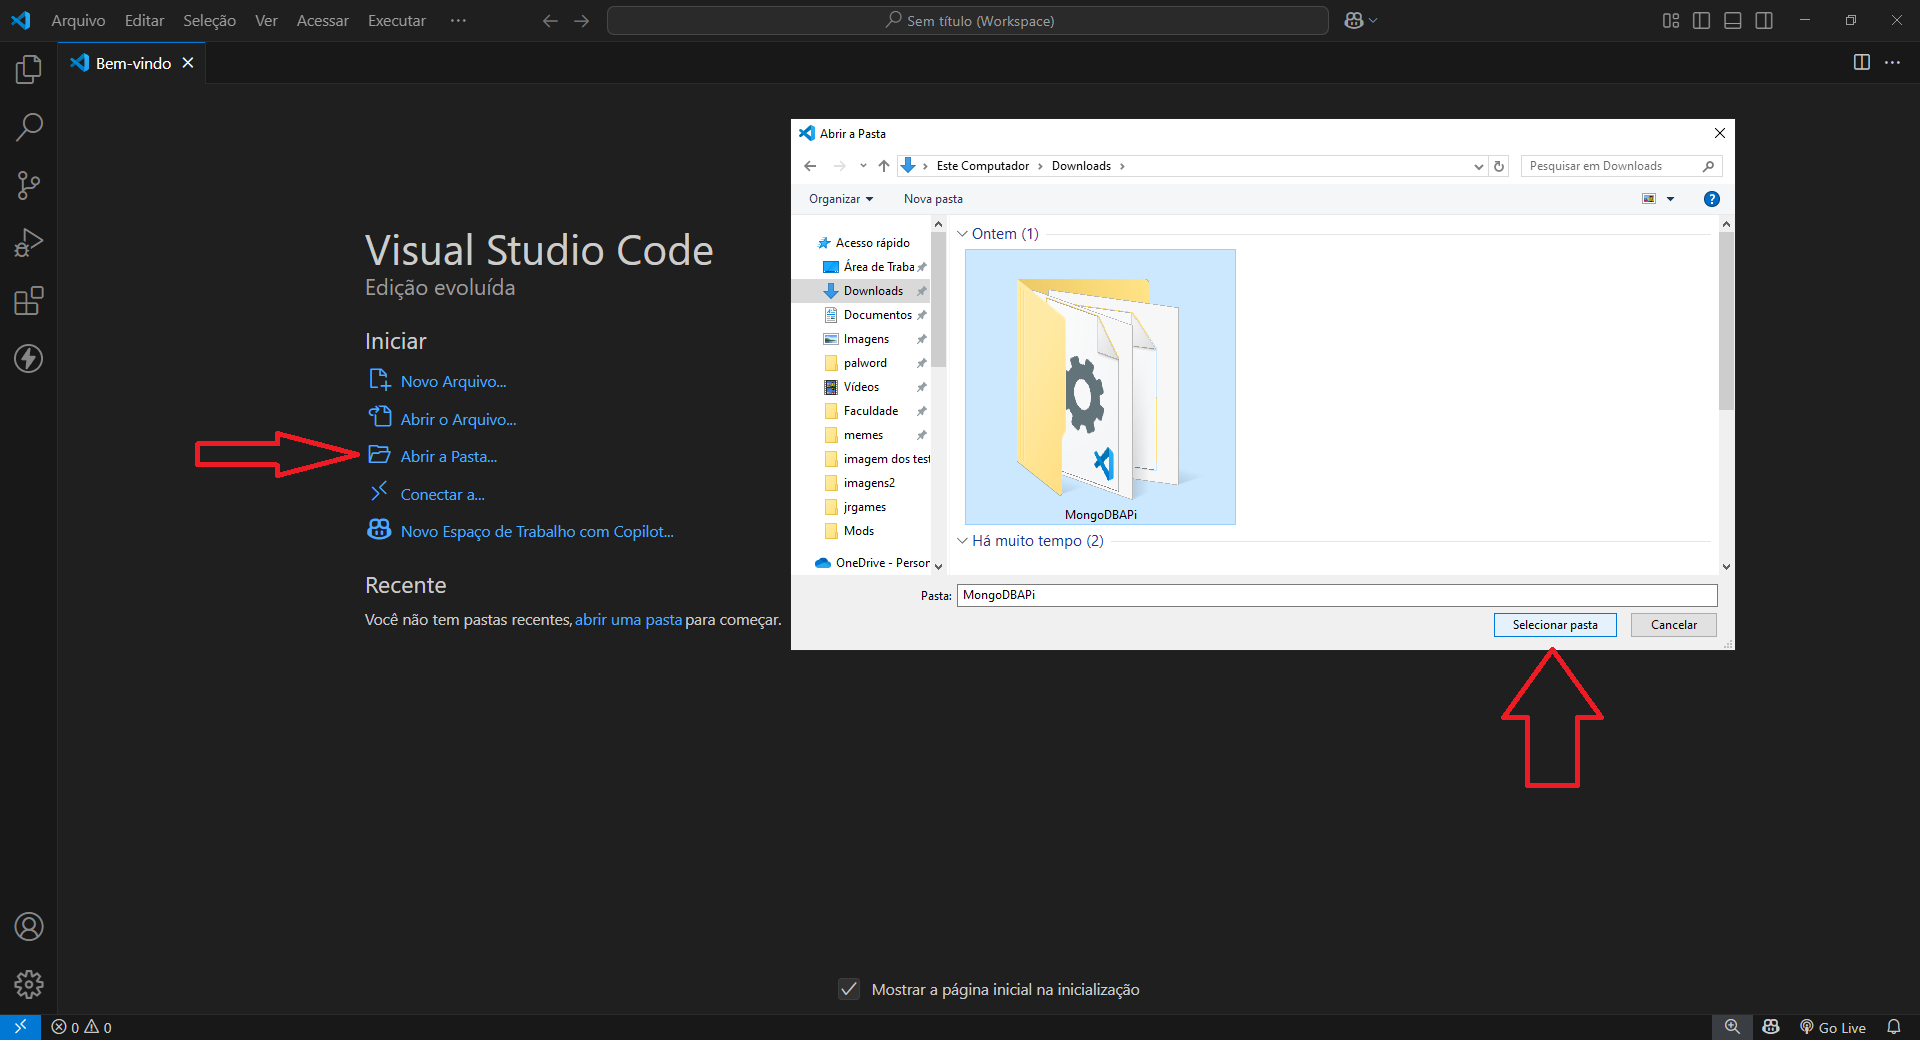 Arquivo Editar Seleção Ver Acessar Executar ···
Sem título (Workspace)
Bem-vindo
Visual Studio Code
Edição evoluída
Iniciar
Novo Arquivo...
Abrir o Arquivo...
Abrir a Pasta...
Conectar a...
Novo Espaço de Trabalho com Copilot...
Recente
Você não tem pastas recentes, abrir uma pasta para começar.
Abrir a Pasta
Este Computador › Downloads ›
Pesquisar em Downloads
Organizar
Nova pasta
Acesso rápido
Área de Traba
Downloads
Documentos
Imagens
palword
Vídeos
Faculdade
memes
imagem dos test
imagens2
jrgames
Mods
OneDrive - Person
Ontem (1)
MongoDBAPi
Há muito tempo (2)
Pasta: MongoDBAPi
Selecionar pasta
Cancelar
Mostrar a página inicial na inicialização
0 0
Go Live